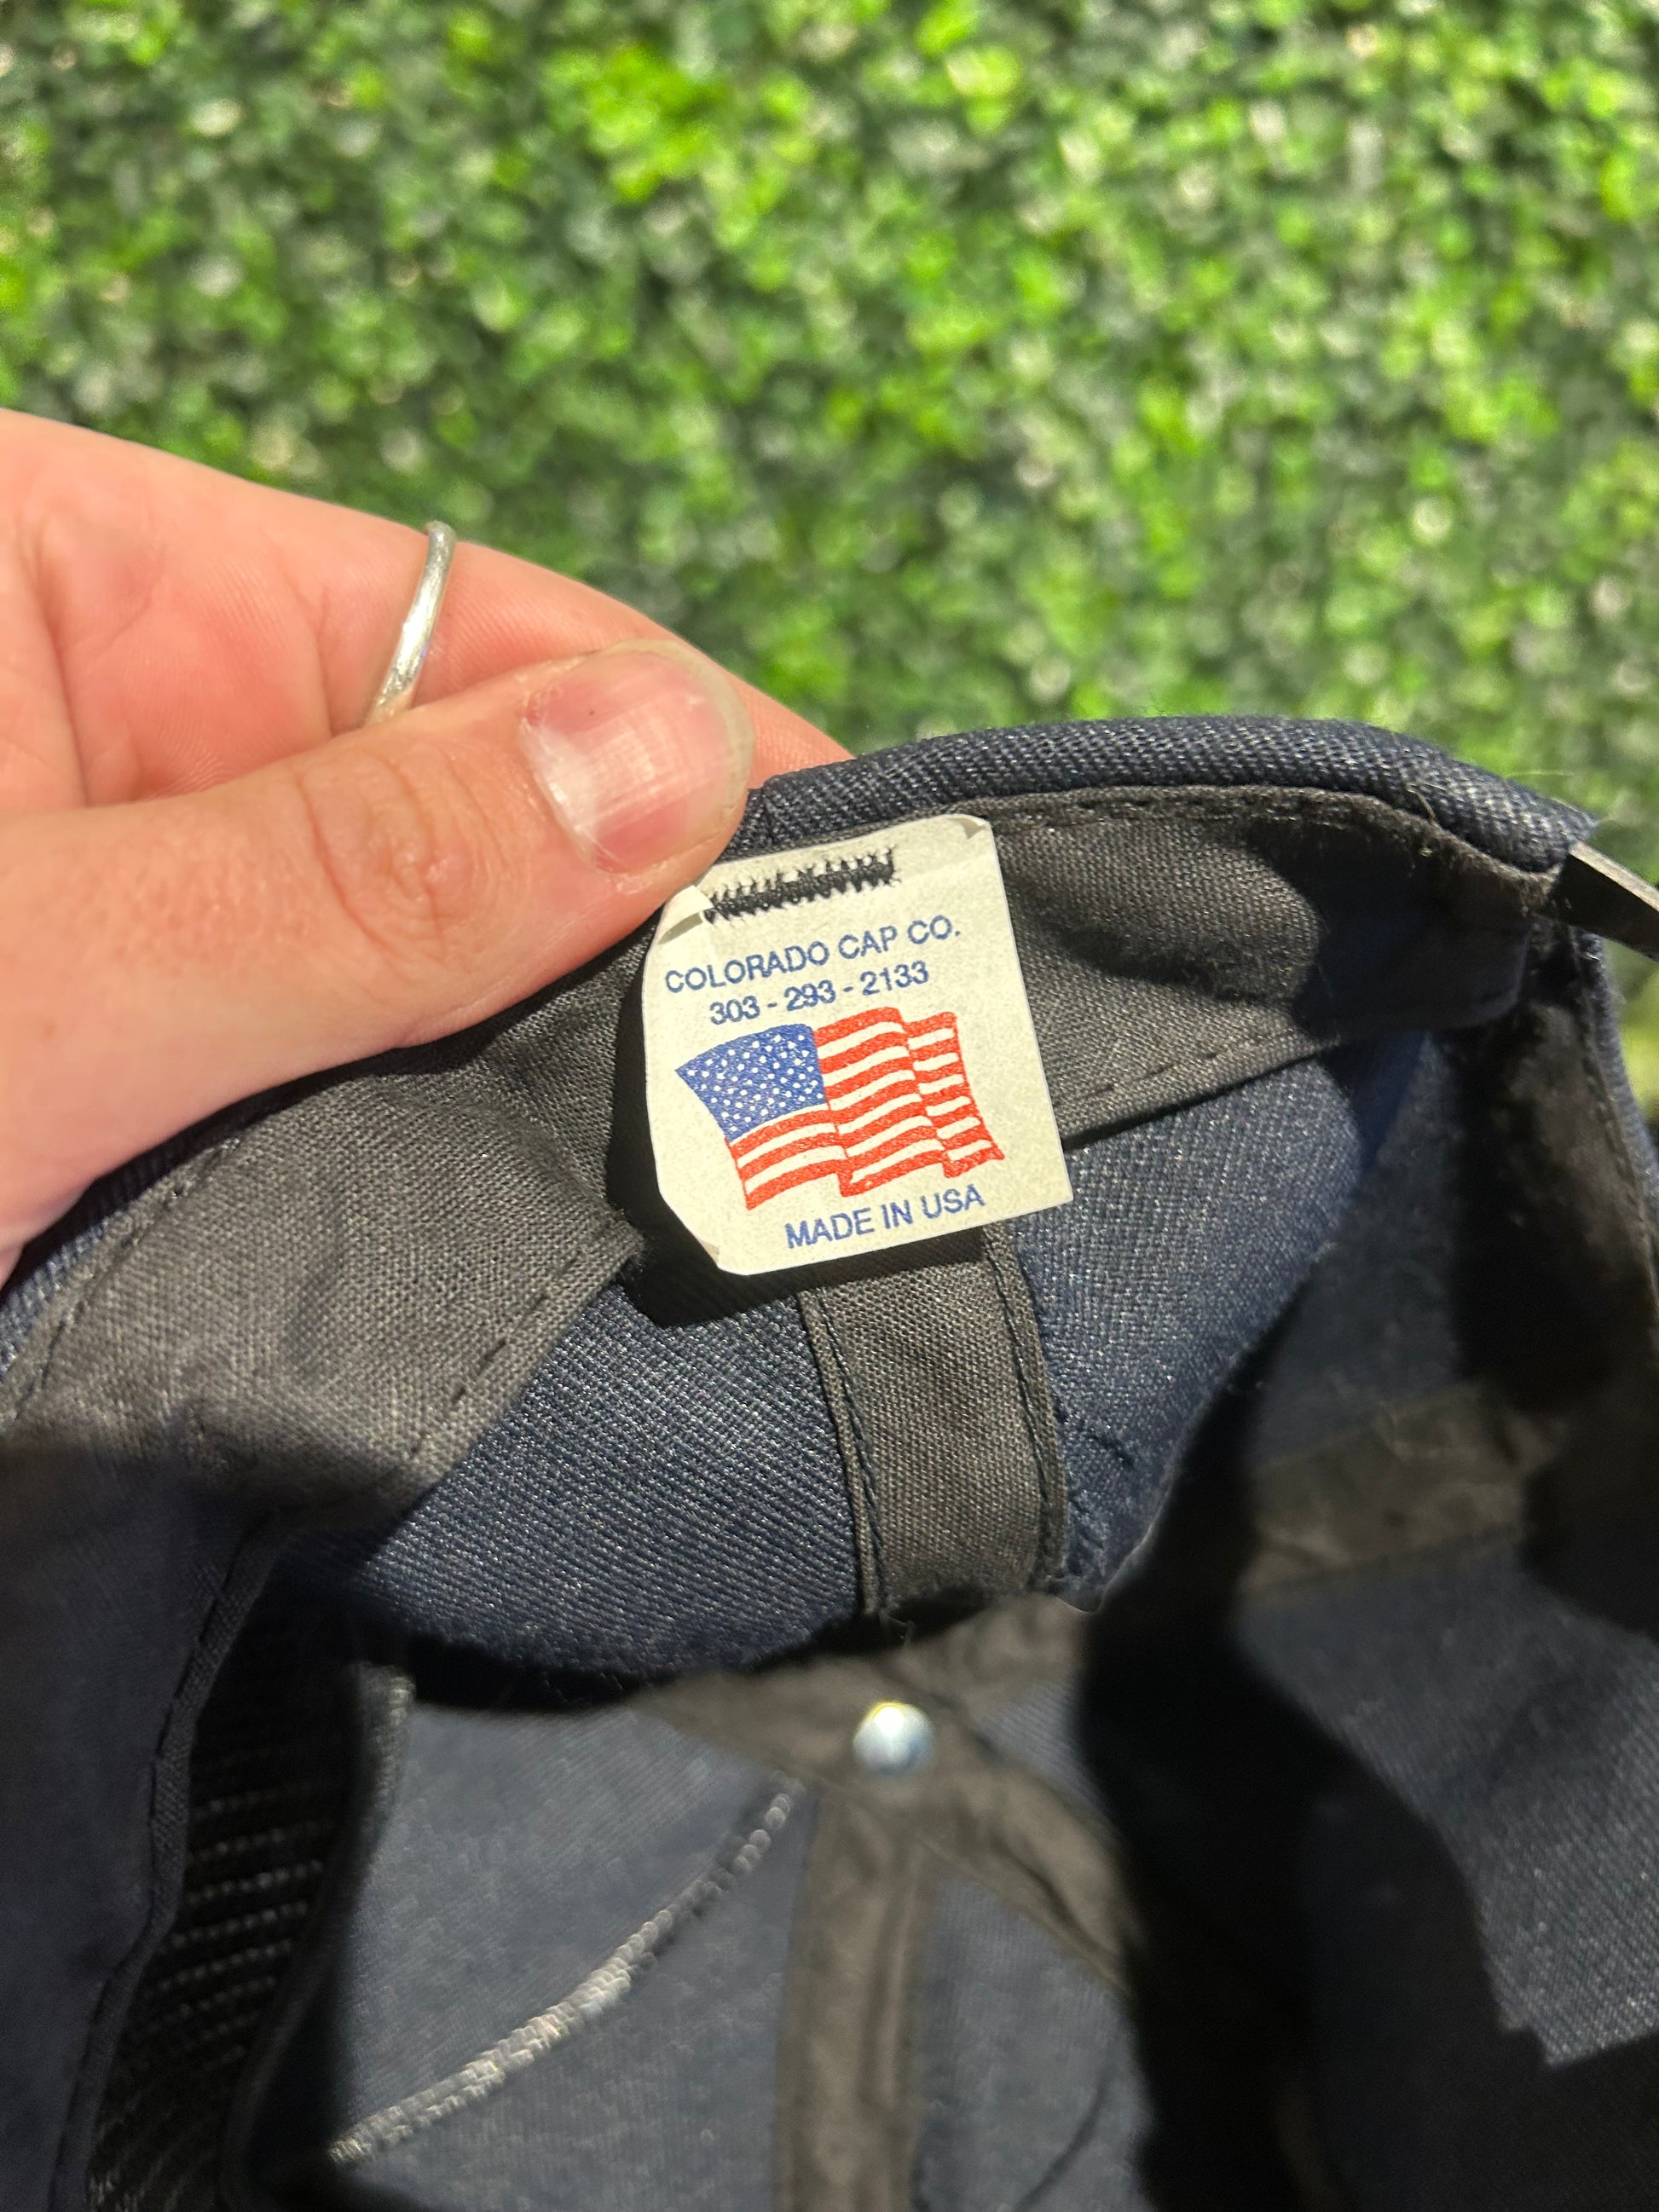 COLORADO CAP CO.
303 - 293 - 2133
MADE IN USA